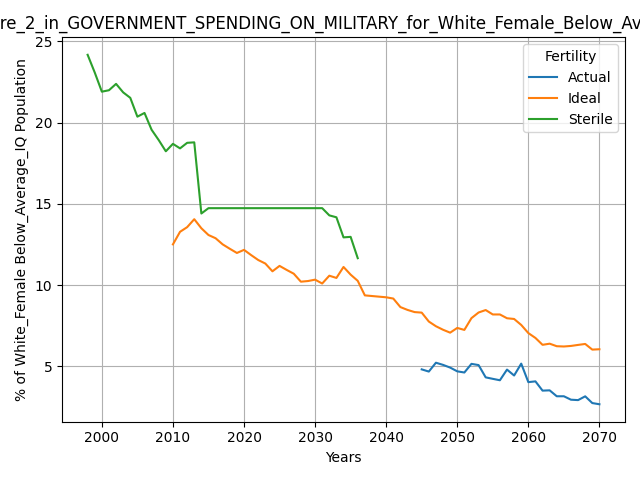 re_2_in_GOVERNMENT_SPENDING_ON_MILITARY_for_White_Female_Below_Av
% of White_Female Below_Average_IQ Population
25
20
15
10
5
Fertility
Actual
Ideal
Sterile
2000 2010 2020 2030 2040 2050 2060 2070
Years